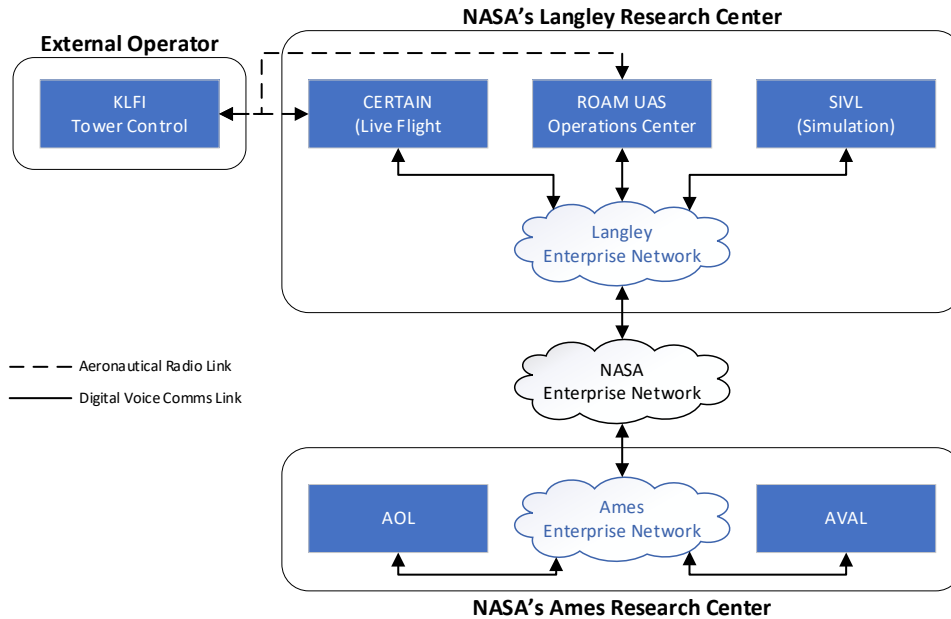 NASA's Langley Research Center
External Operator
KLFI
Tower Control
CERTAIN
(Live Flight
ROAM UAS
Operations Center
SIVL
(Simulation)
Langley
Enterprise Network
Aeronautical Radio Link
Digital Voice Comms Link
NASA
Enterprise Network
AOL
Ames
Enterprise Network
AVAL
NASA's Ames Research Center